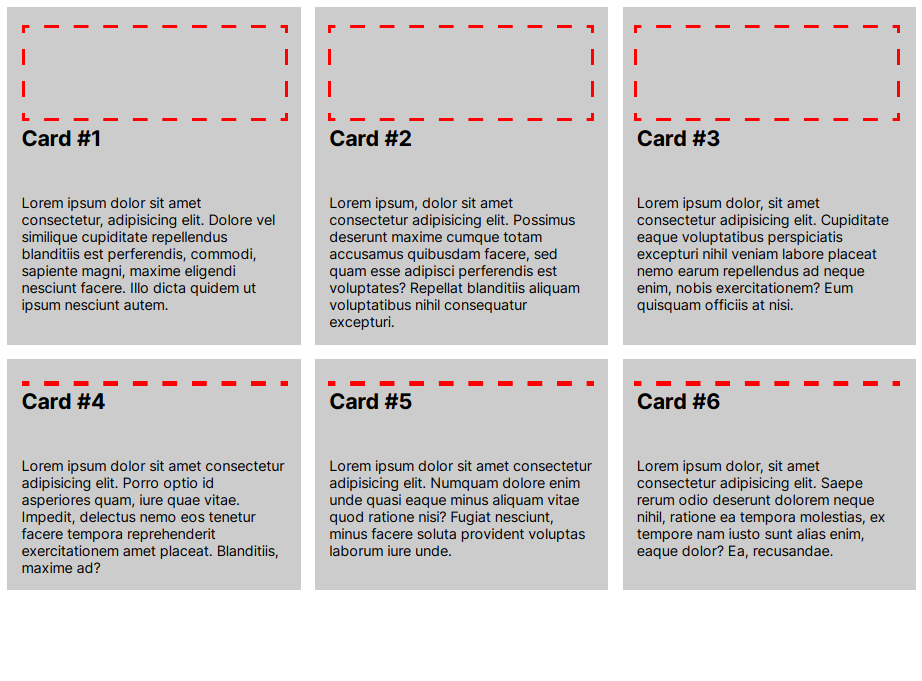 Card #1
Lorem ipsum dolor sit amet
consectetur, adipisicing elit. Dolore vel
similique cupiditate repellendus
blanditiis est perferendis, commodi,
sapiente magni, maxime eligendi
nesciunt facere. Illo dicta quidem ut
ipsum nesciunt autem.
Card #2
Lorem ipsum, dolor sit amet
consectetur adipisicing elit. Possimus
deserunt maxime cumque totam
accusamus quibusdam facere, sed
quam esse adipisci perferendis est
voluptates? Repellat blanditiis aliquam
voluptatibus nihil consequatur
excepturi.
Card #3
Lorem ipsum dolor, sit amet
consectetur adipisicing elit. Cupiditate
eaque voluptatibus perspiciatis
excepturi nihil veniam labore placeat
nemo earum repellendus ad neque
enim, nobis exercitationem? Eum
quisquam officiis at nisi.
Card #4
Lorem ipsum dolor sit amet consectetur
adipisicing elit. Porro optio id
asperiores quam, iure quae vitae.
Impedit, delectus nemo eos tenetur
facere tempora reprehenderit
exercitationem amet placeat. Blanditiis,
maxime ad?
Card #5
Lorem ipsum dolor sit amet consectetur
adipisicing elit. Numquam dolore enim
unde quasi eaque minus aliquam vitae
quod ratione nisi? Fugiat nesciunt,
minus facere soluta provident voluptas
laborum iure unde.
Card #6
Lorem ipsum dolor, sit amet
consectetur adipisicing elit. Saepe
rerum odio deserunt dolorem neque
nihil, ratione ea tempora molestias, ex
tempore nam iusto sunt alias enim,
eaque dolor? Ea, recusandae.